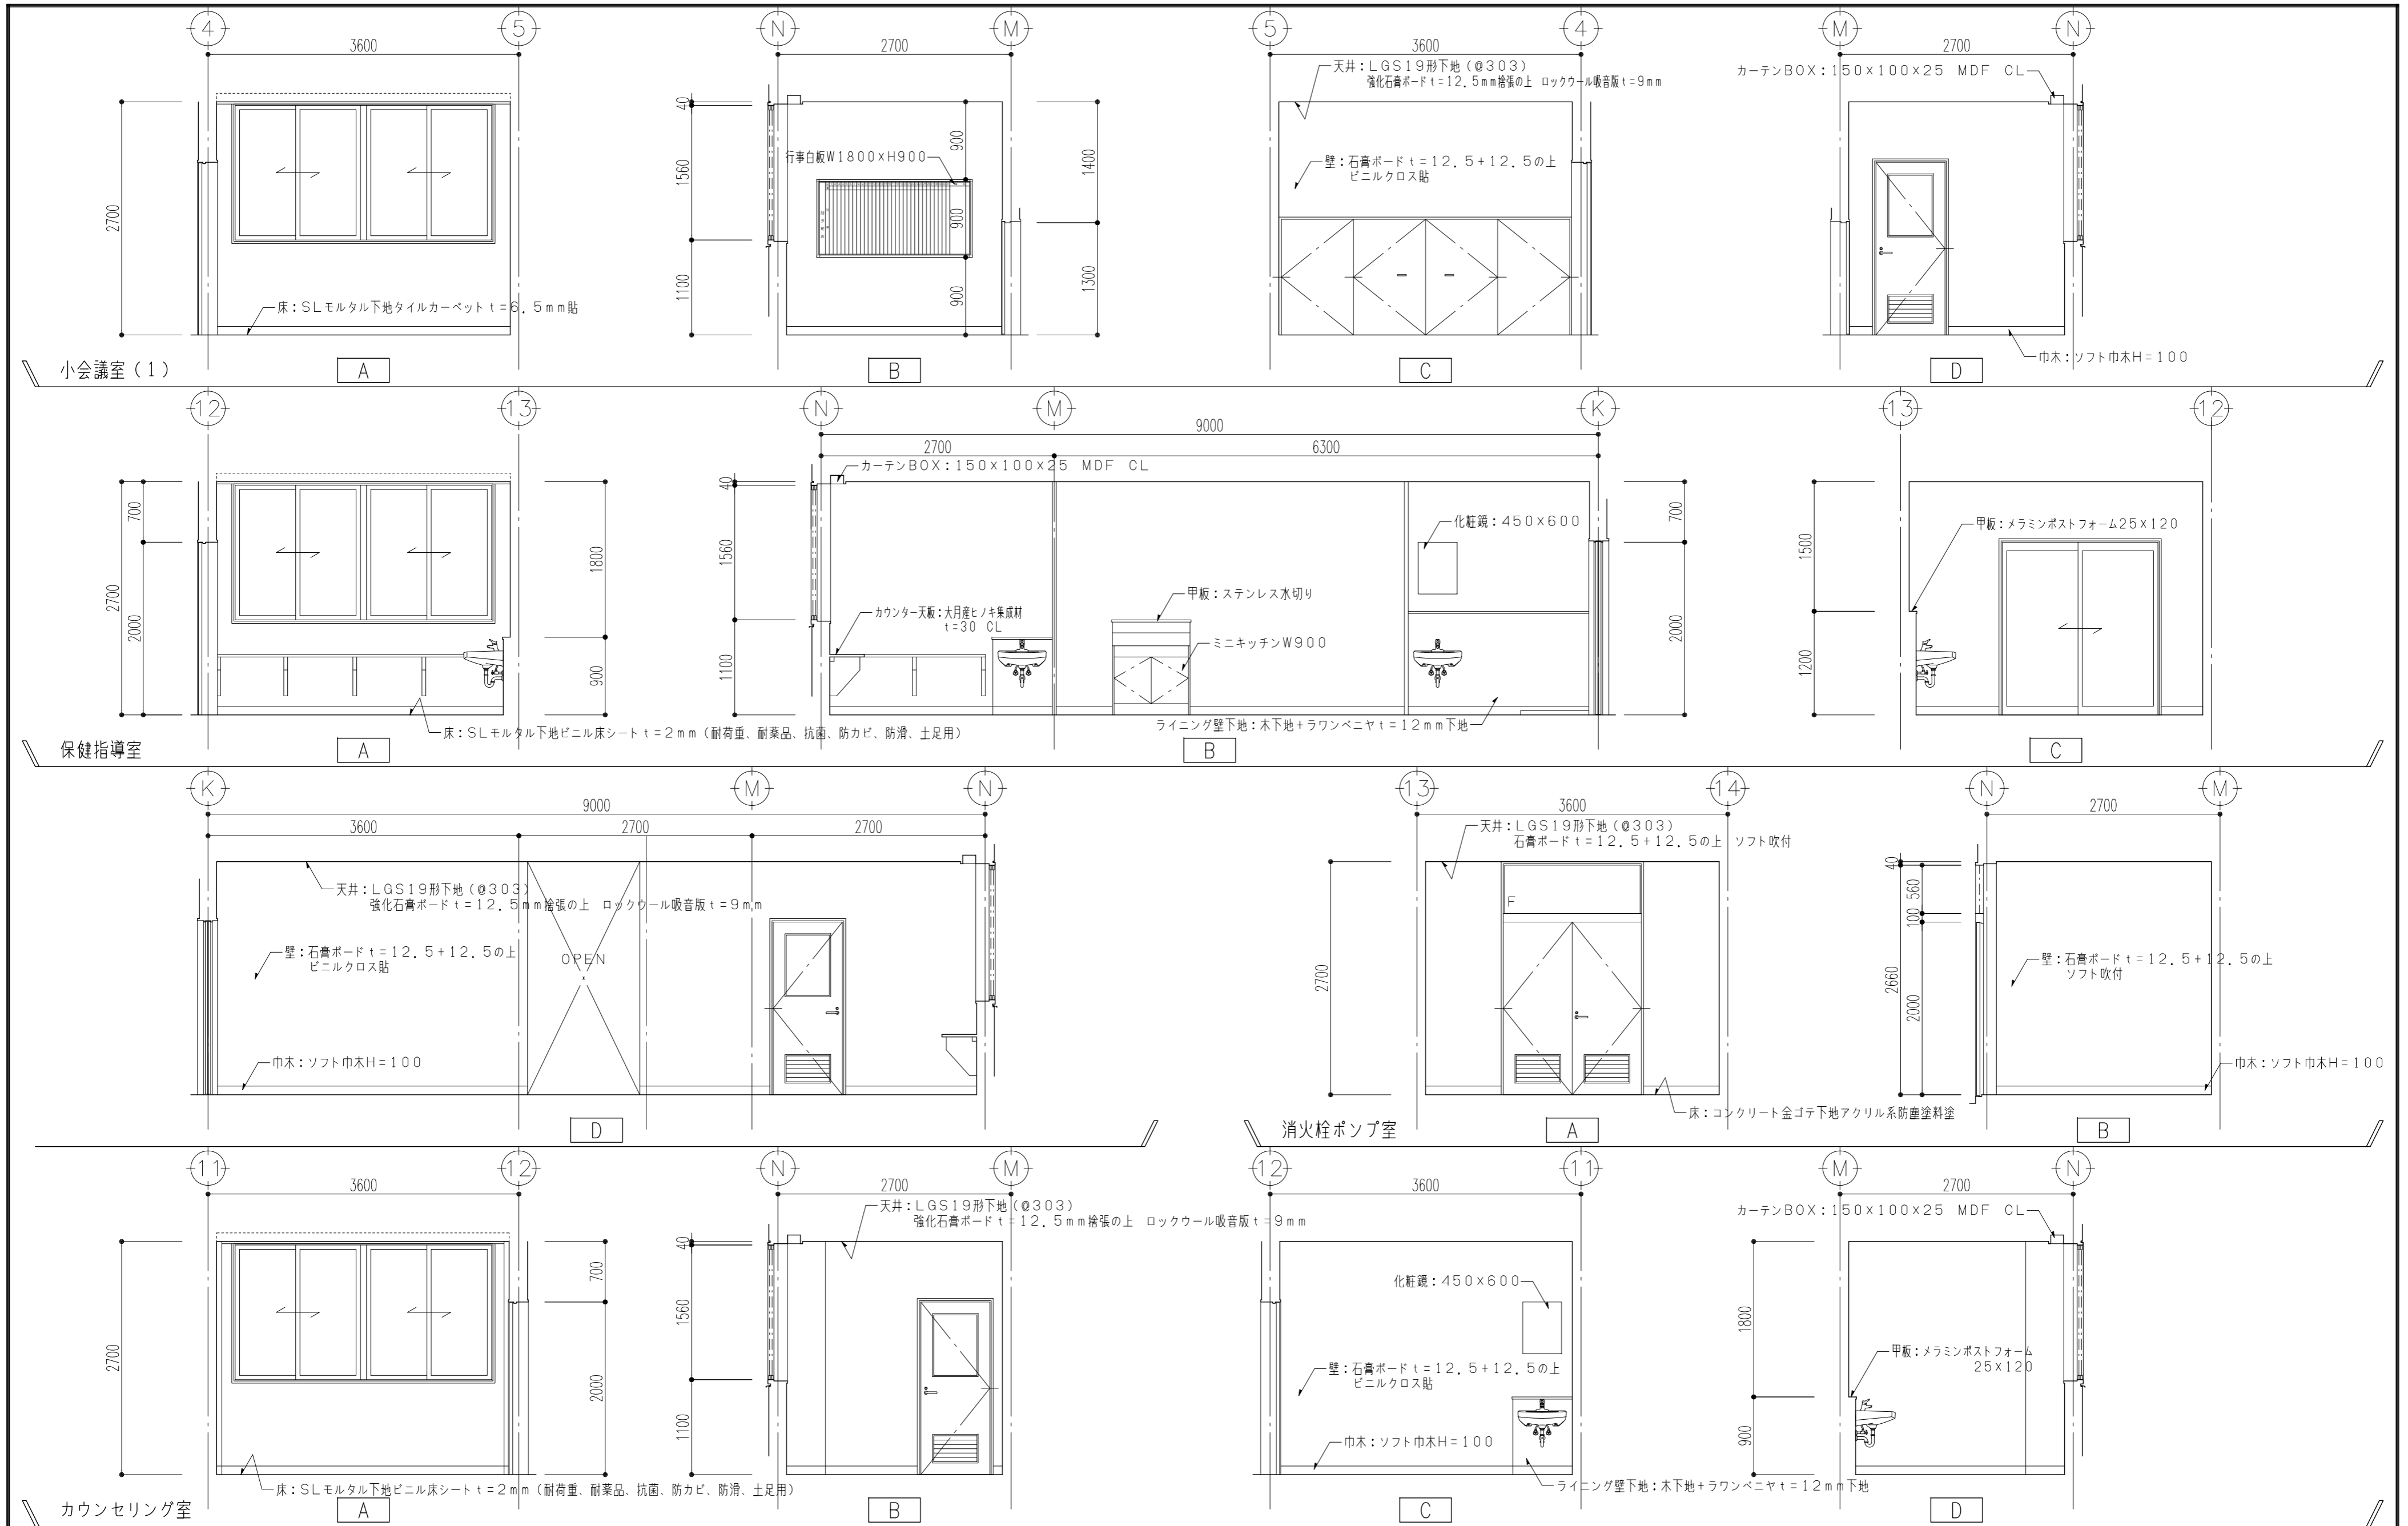 4
5
N
M
5
4
M
N
3600
2700
3600
2700
天井：LGS19形下地（@303）
強化石膏ボードt＝12．5mm捨張の上　ロックウール吸音版t＝9mm
カーテンBOX：150×100×25　MDF　CL
2700
40
1560
1100
行事白板W1800×H900
900
900
900
1400
1300
壁：石膏ボードt＝12．5＋12．5の上
ビニルクロス貼
床：SLモルタル下地タイルカーペットt＝6．5mm貼
巾木：ソフト巾木H＝100
小会議室（1）
A
B
C
D
12
13
N
M
K
13
12
9000
2700
6300
カーテンBOX：150×100×25　MDF　CL
2700
700
2000
1800
900
40
1560
1100
化粧鏡：450×600
700
2000
1500
1200
甲板：メラミンポストフォーム25×120
カウンター天板：大月産ヒノキ集成材
t＝30　CL
甲板：ステンレス水切り
ミニキッチンW900
床：SLモルタル下地ビニル床シートt＝2mm（耐荷重、耐薬品、抗菌、防カビ、防滑、土足用）
ライニング壁下地：木下地＋ラワンベニヤt＝12mm下地
保健指導室
A
B
C
K
M
N
9000
3600
2700
2700
天井：LGS19形下地（@303）
強化石膏ボードt＝12．5mm捨張の上　ロックウール吸音版t＝9mm
壁：石膏ボードt＝12．5＋12．5の上
ビニルクロス貼
OPEN
巾木：ソフト巾木H＝100
D
13
14
N
M
3600
2700
天井：LGS19形下地（@303）
石膏ボードt＝12．5＋12．5の上　ソフト吹付
2700
F
40
560
100
2660
2000
壁：石膏ボードt＝12．5＋12．5の上
ソフト吹付
巾木：ソフト巾木H＝100
床：コンクリート金ゴテ下地アクリル系防塵塗料塗
消火栓ポンプ室
A
B
11
12
N
M
12
11
M
N
3600
2700
3600
2700
天井：LGS19形下地（@303）
強化石膏ボードt＝12．5mm捨張の上　ロックウール吸音版t＝9mm
カーテンBOX：150×100×25　MDF　CL
2700
700
2000
40
1560
1100
化粧鏡：450×600
壁：石膏ボードt＝12．5＋12．5の上
ビニルクロス貼
巾木：ソフト巾木H＝100
1800
900
甲板：メラミンポストフォーム
25×120
床：SLモルタル下地ビニル床シートt＝2mm（耐荷重、耐薬品、抗菌、防カビ、防滑、土足用）
ライニング壁下地：木下地＋ラワンベニヤt＝12mm下地
カウンセリング室
A
B
C
D